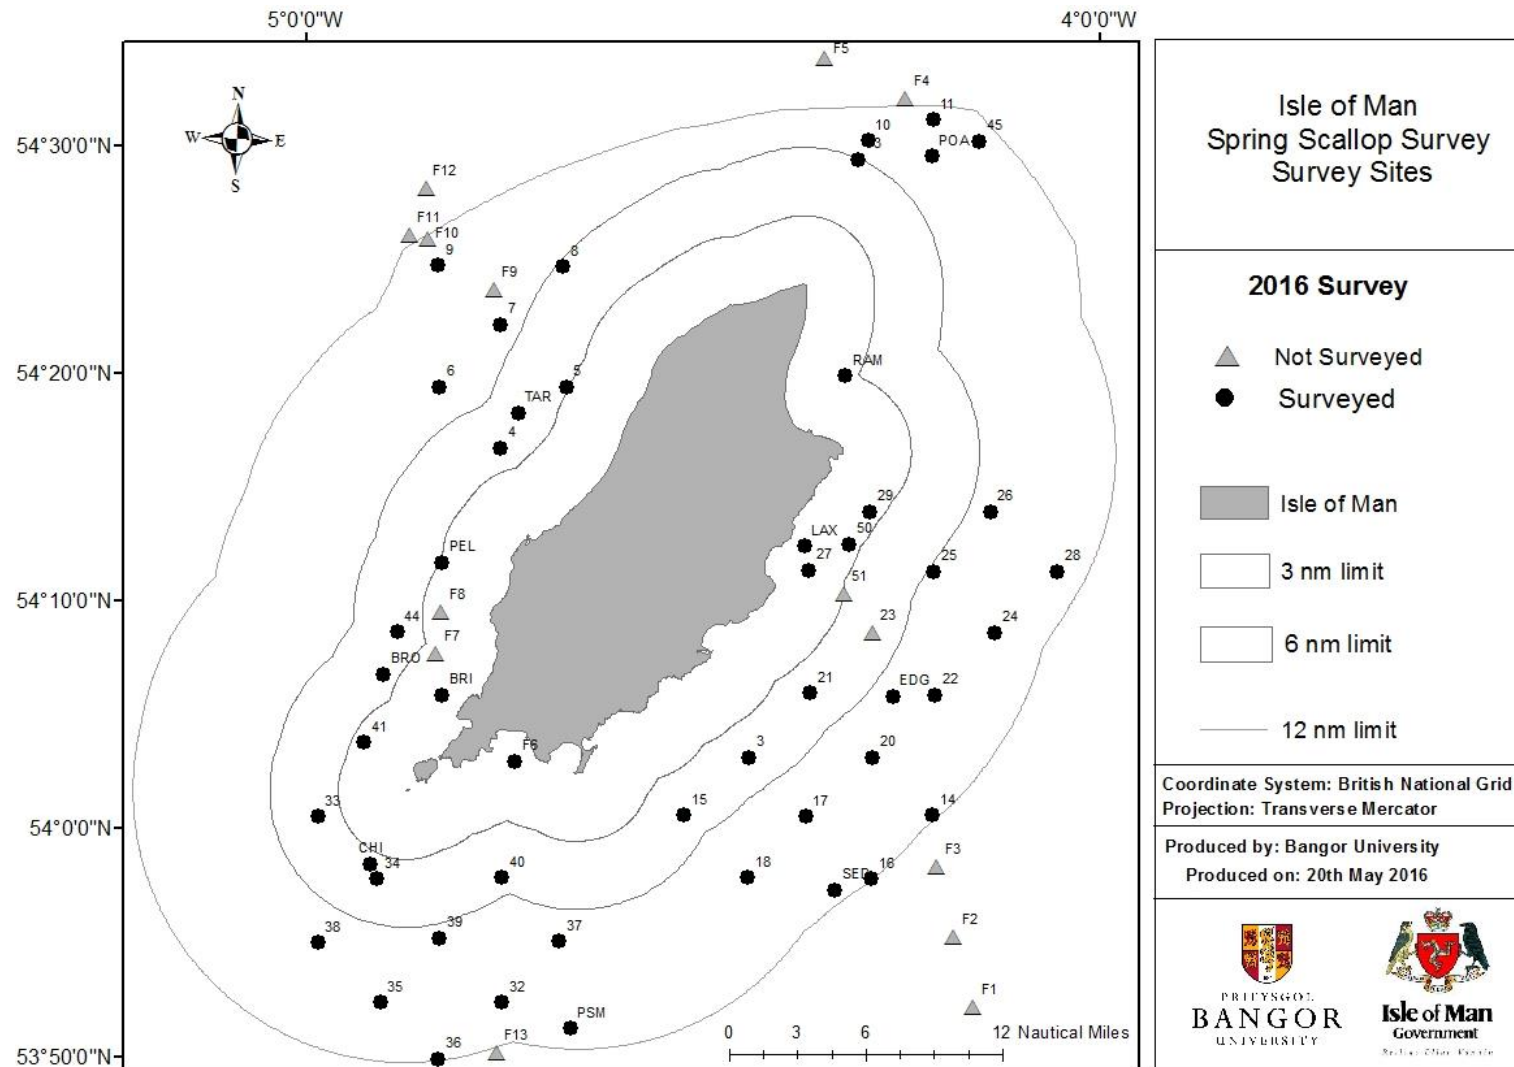 5°0'0"W
4°0'0"W
N
W
E
S
54°30'0"N
54°20'0"N
54°10'0"N
54°0'0"N
53°50'0"N
F5
F4
11
10
3
POA
45
F12
F11
F10
9
8
F9
7
6
5
TAR
4
RAM
PEL
29
26
LAX
50
27
25
28
51
F8
44
F7
23
24
BRO
BRI
21
EDG
22
41
F6
3
20
33
15
17
14
CHI
34
40
18
SED
16
F3
38
39
37
F2
35
32
PSM
F1
36
F13
0
3
6
12
Nautical Miles
Isle of Man
Spring Scallop Survey
Survey Sites
2016 Survey
Not Surveyed
Surveyed
Isle of Man
3 nm limit
6 nm limit
12 nm limit
Coordinate System: British National Grid
Projection: Transverse Mercator
Produced by: Bangor University
Produced on: 20th May 2016
PRIFYSGOL
BANGOR
UNIVERSITY
Isle of Man
Government